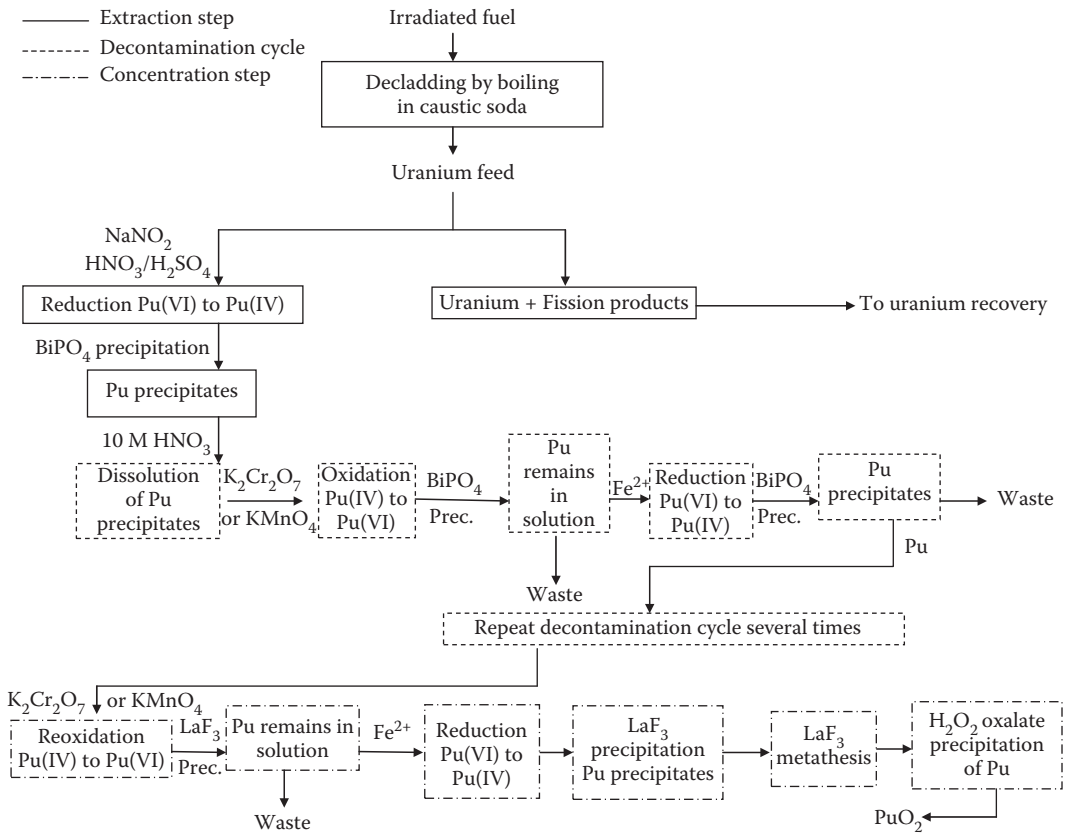 Extraction step
Decontamination cycle
Concentration step
Irradiated fuel
Decladding by boiling
in caustic soda
Uranium feed
NaNO₂
HNO₃/H₂SO₄
Reduction Pu(VI) to Pu(IV)
Uranium + Fission products
To uranium recovery
BiPO₄ precipitation
Pu precipitates
10 M HNO₃
Dissolution
of Pu
precipitates
K₂Cr₂O₇
or KMnO₄
Oxidation
Pu(IV) to
Pu(VI)
BiPO₄
Prec.
Pu
remains
in
solution
Waste
Fe²⁺
Reduction
Pu(VI) to
Pu(IV)
BiPO₄
Prec.
Pu
precipitates
Waste
Pu
Repeat decontamination cycle several times
K₂Cr₂O₇ or KMnO₄
Reoxidation
Pu(IV) to Pu(VI)
LaF₃
Prec.
Pu remains in
solution
Waste
Fe²⁺
Reduction
Pu(VI) to
Pu(IV)
LaF₃
precipitation
Pu precipitates
LaF₃
metathesis
H₂O₂ oxalate
precipitation
of Pu
PuO₂